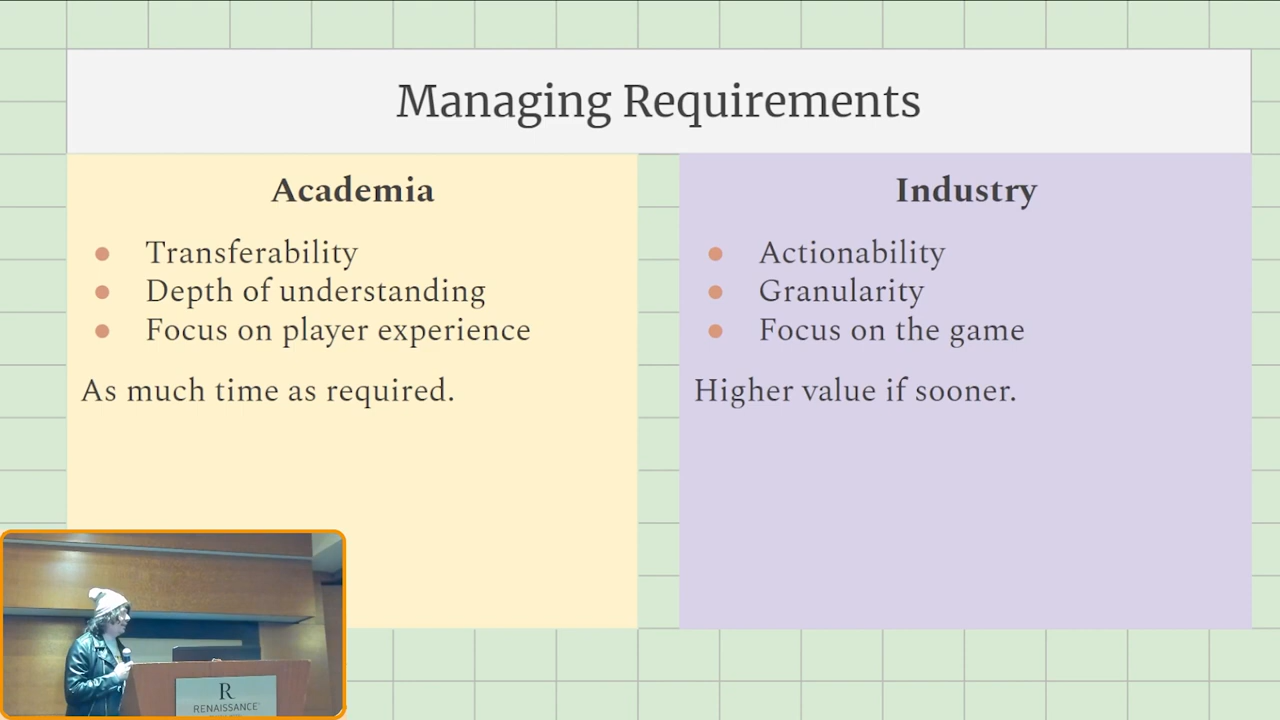 Managing Requirements
Academia
Transferability
Depth of understanding
Focus on player experience
As much time as required.
Industry
Actionability
Granularity
Focus on the game
Higher value if sooner.
R
RENAISSANCE